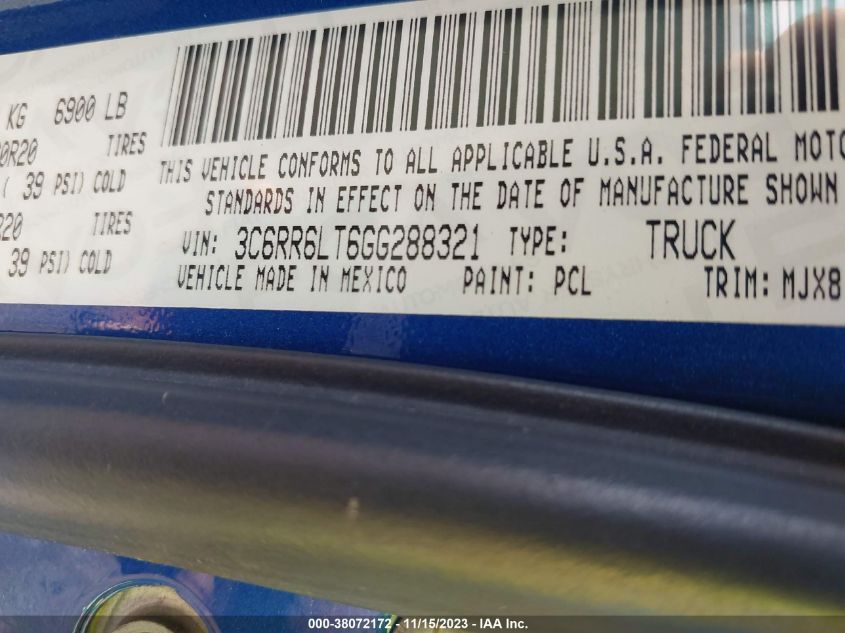 KG 6900 LB
0R20 TIRES
( 39 PSI) COLD
R20 TIRES
39 PSI) COLD
THIS VEHICLE CONFORMS TO ALL APPLICABLE U.S.A. FEDERAL MOTO
STANDARDS IN EFFECT ON THE DATE OF MANUFACTURE SHOWN
VIN: 3C6RR6LT6GG288321 TYPE: TRUCK
VEHICLE MADE IN MEXICO PAINT: PCL TRIM: MJX8
000-38072172 - 11/15/2023 - IAA Inc.